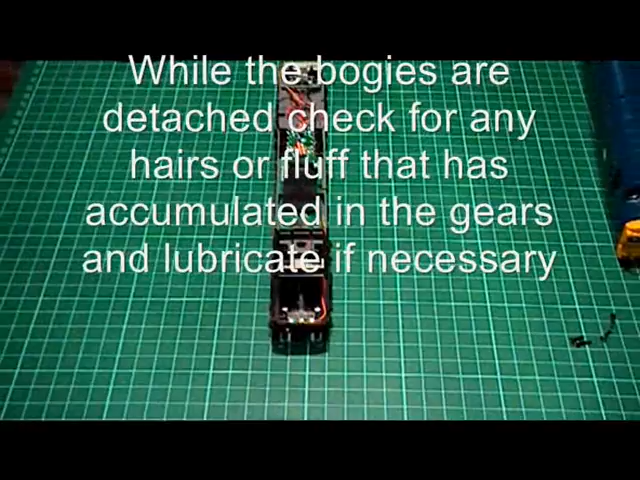 While the bogies are
detached check for any
hairs or fluff that has
accumulated in the gears
and lubricate if necessary